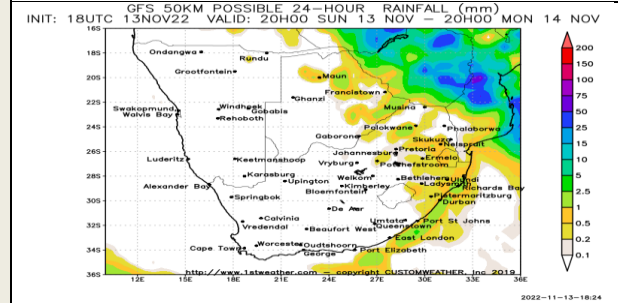 GFS 50KM POSSIBLE 24-HOUR RAINFALL (mm)
INIT: 18UTC 13NOV22 VALID: 20H00 SUN 13 NOV - 20H00 MON 14 NOV
16S
18S
20S
22S
24S
26S
28S
30S
32S
34S
36S
Ondangwa
Rundu
Grootfontein
Maun
Francistown
Ghanzi
Musina
Swakopmund
Windhoek
Gobabis
Walvis Bay
Rehoboth
Polokwane
Phalaborwa
Gaborone
Skukuza
Pretoria
Nelspruit
Johannesburg
Luderitz
Keetmanshoop
Vryburg
Ermelo
Potchefstroom
Karasburg
Upington
Welkom
Bethlehem
Ulundi
Alexander Bay
Kimberley
Ladysmith
Richards Bay
Bloemfontein
Springbok
Pietermaritzburg
Durban
De Aar
Calvinia
Umtata
Port St Johns
Vredendal
Beaufort West
Queenstown
East London
Cape Town
Worcester
Oudtshoorn
George
Port Elizabeth
http://www.1stweather.com - copyright CUSTOMWEATHER, Inc 2019
12E
15E
18E
21E
24E
27E
30E
33E
36E
200
150
100
75
50
25
15
10
5
2.5
1
0.5
0.2
0.1
2022-11-13-18:24